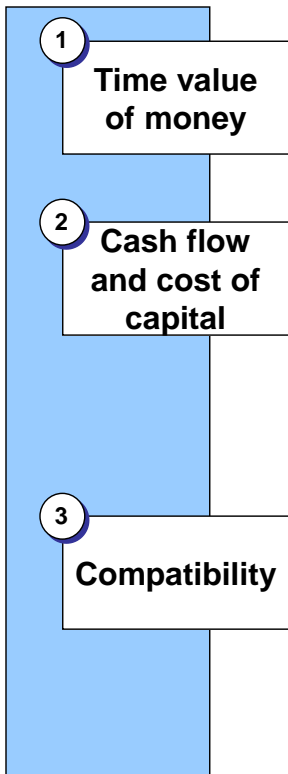 1
Time value
of money
2
Cash flow
and cost of
capital
3
Compatibility